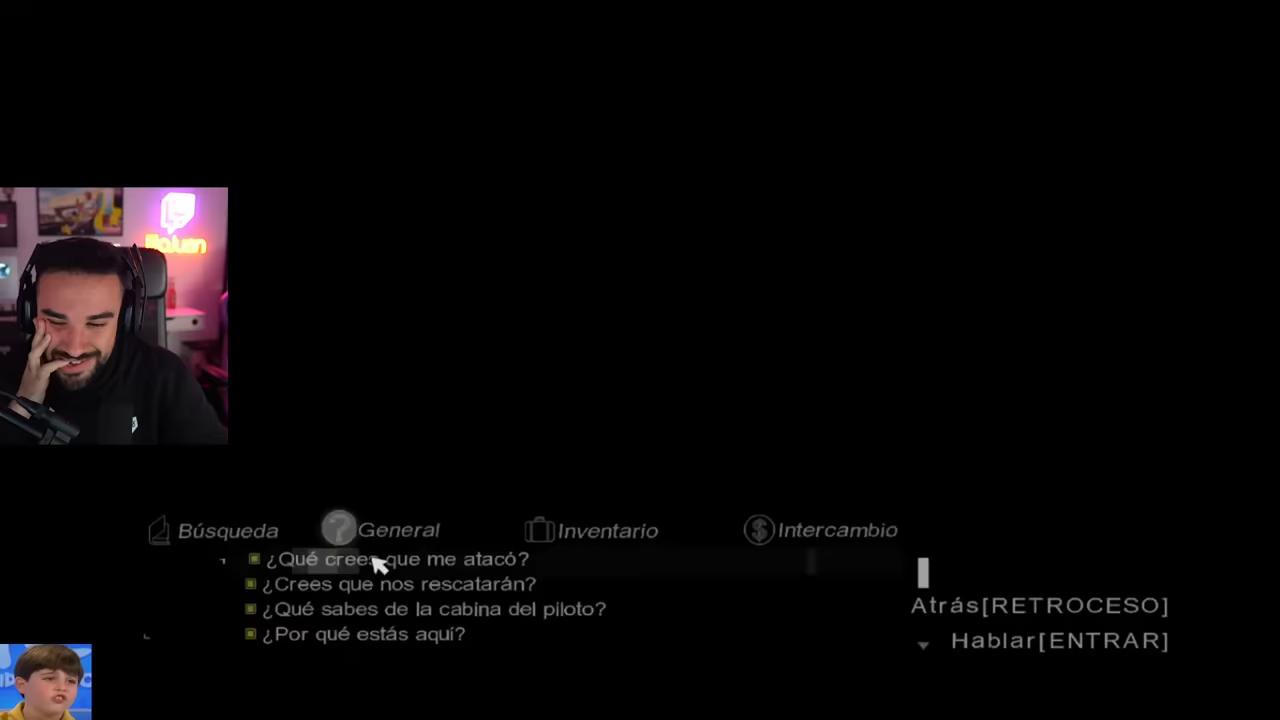 IlloJuan
Búsqueda
General
Inventario
Intercambio
¿Qué crees que me atacó?
¿Crees que nos rescatarán?
¿Qué sabes de la cabina del piloto?
¿Por qué estás aquí?
Atrás[RETROCESO]
Hablar[ENTRAR]